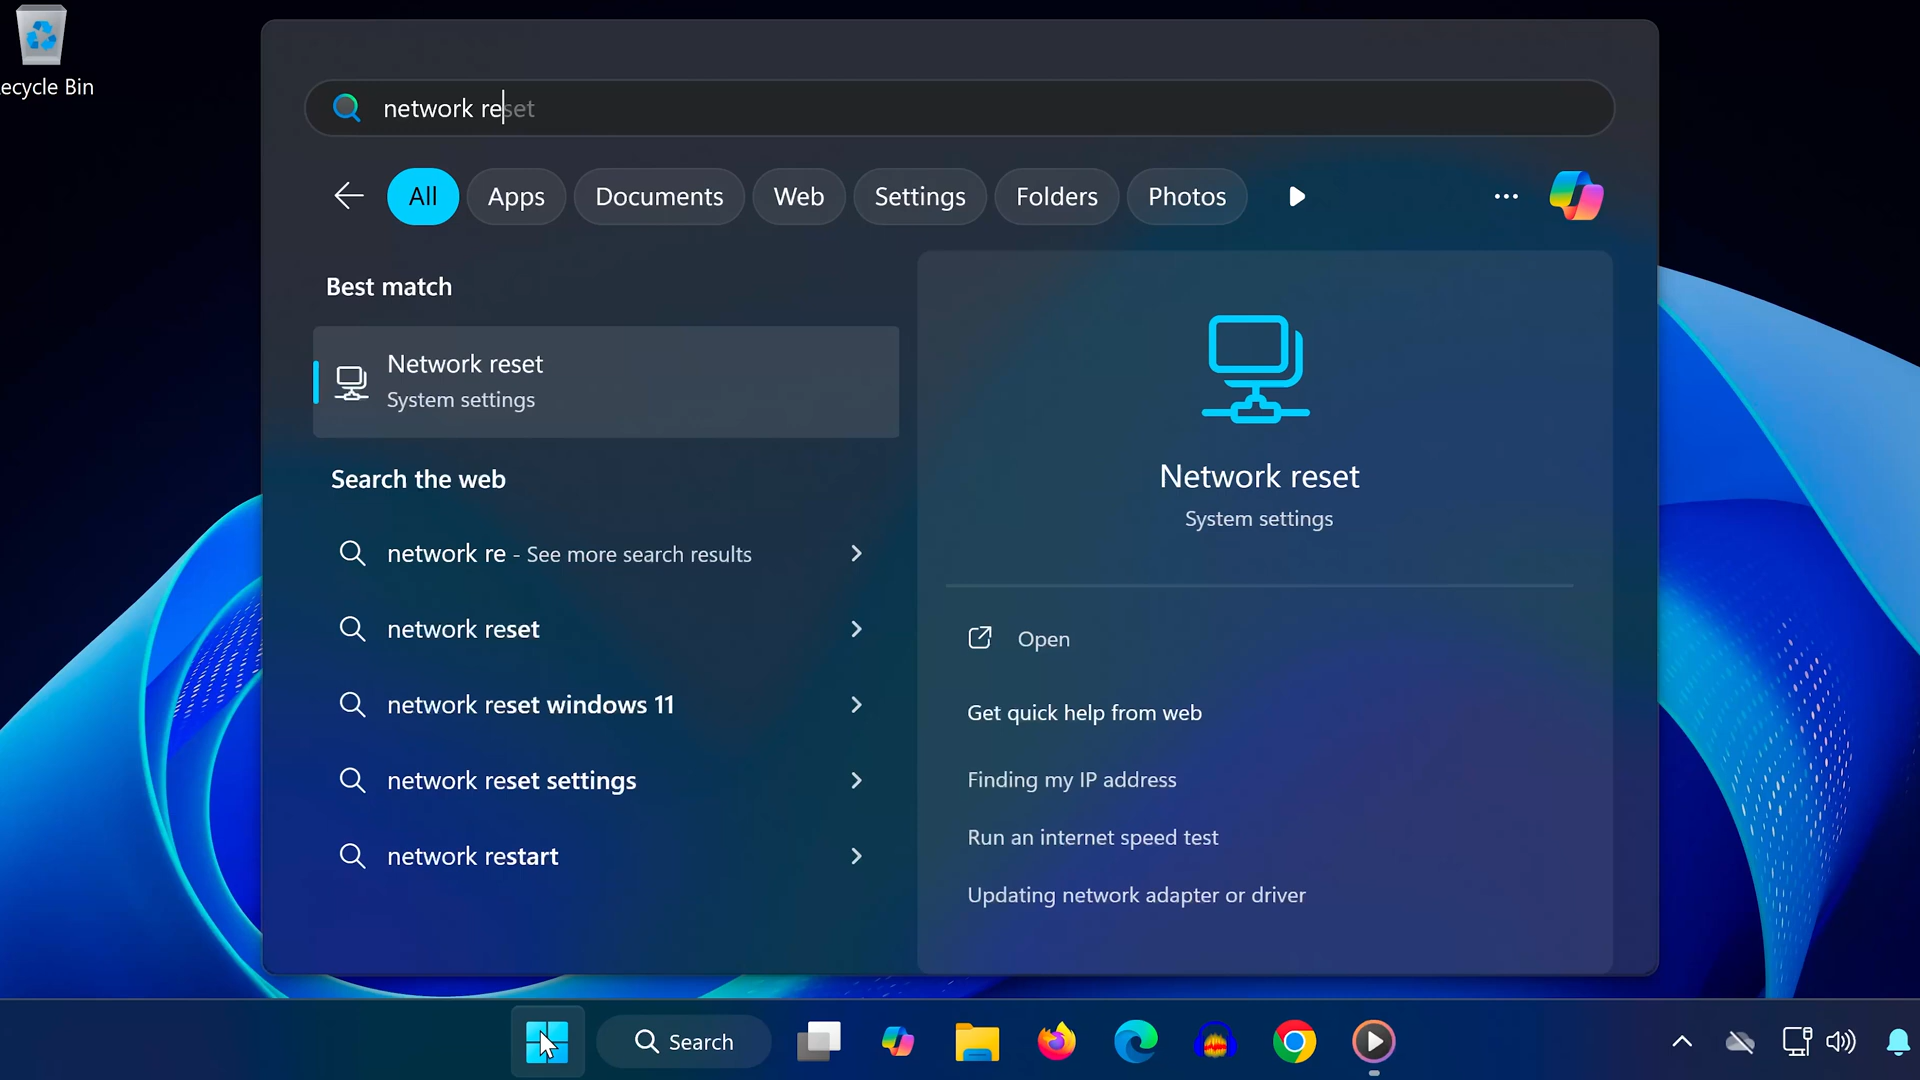 ecycle Bin
network reset
All
Apps
Documents
Web
Settings
Folders
Photos
Best match
Network reset
System settings
Search the web
network re - See more search results
network reset
network reset windows 11
network reset settings
network restart
Network reset
System settings
Open
Get quick help from web
Finding my IP address
Run an internet speed test
Updating network adapter or driver
Search